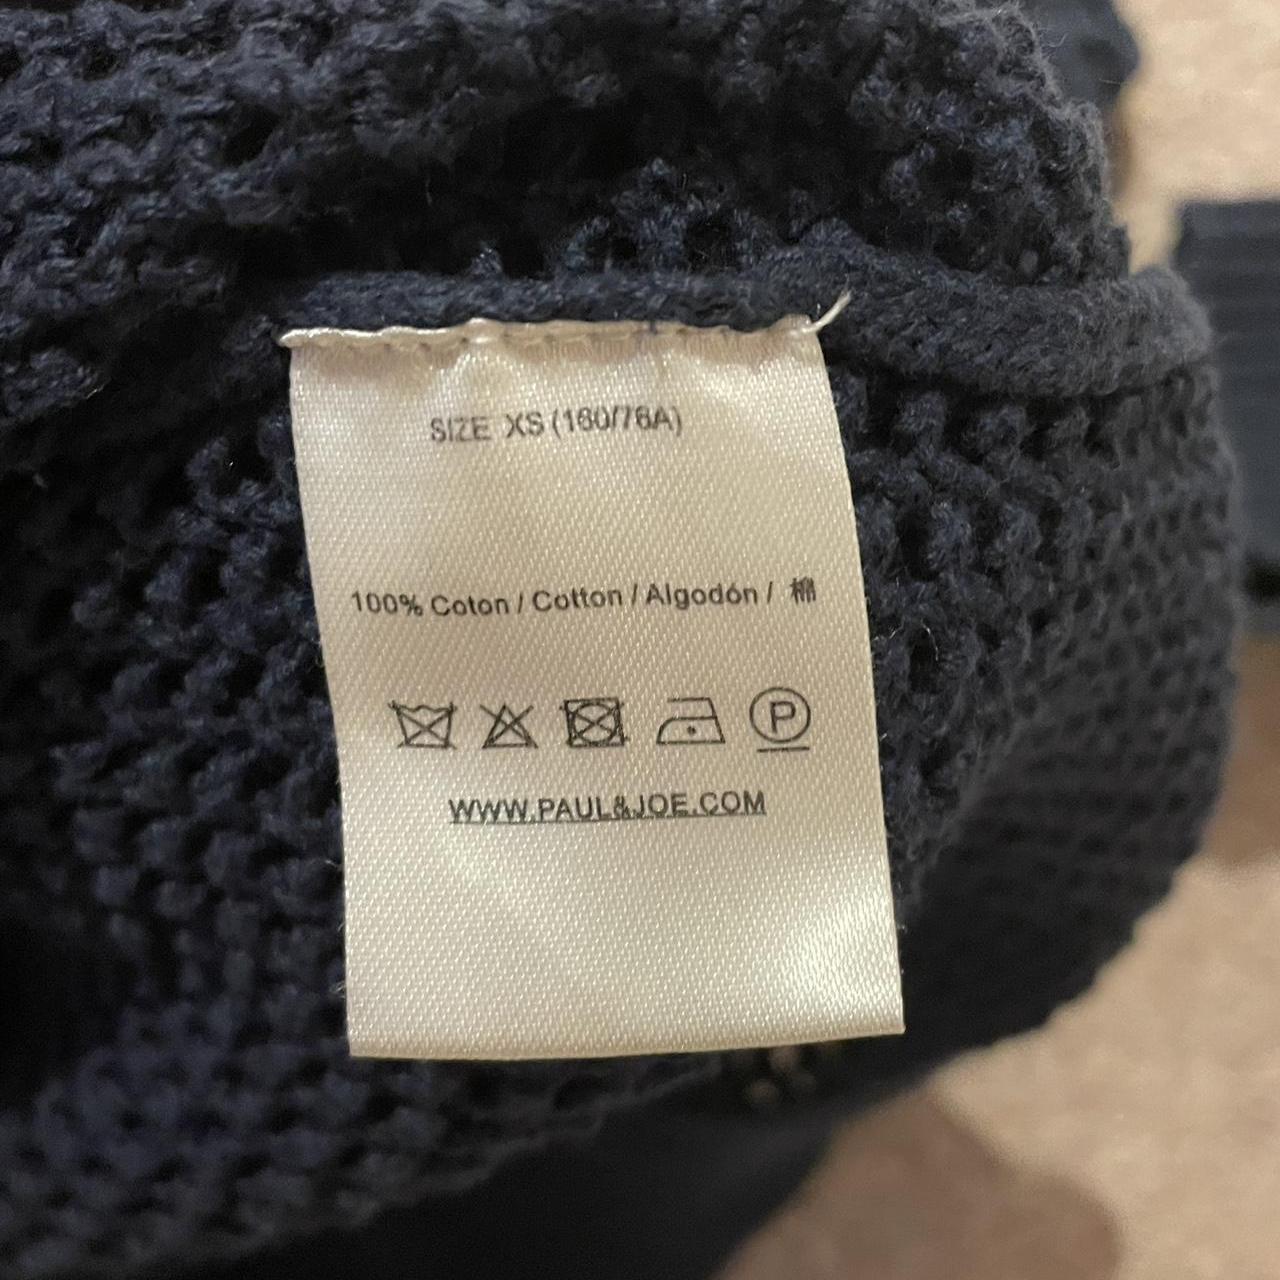 SIZE XS (160/76A)
100% Coton / Cotton / Algodón / 棉
P
WWW.PAUL&JOE.COM